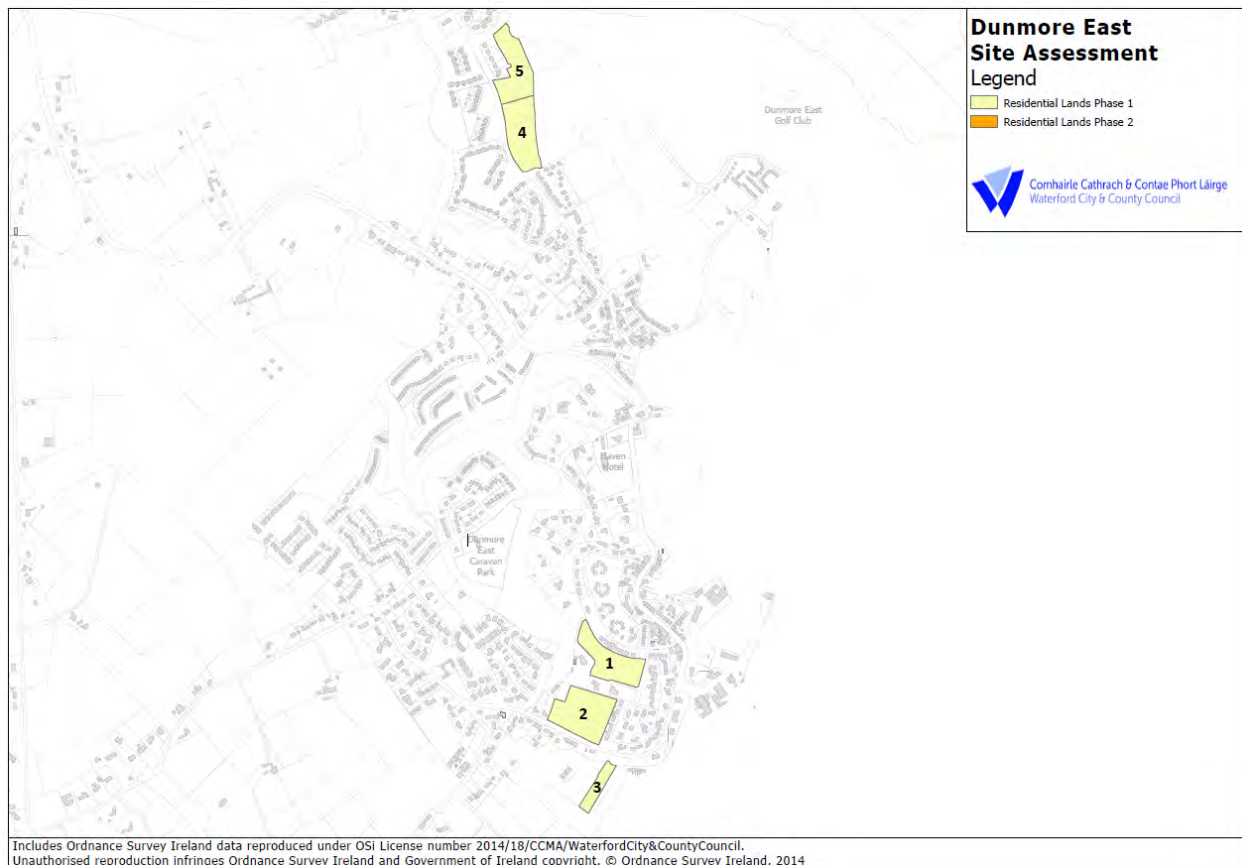 Dunmore East
Site Assessment
Legend
Residential Lands Phase 1
Residential Lands Phase 2
Comhairle Cathrach & Contae Phort Láirge
Waterford City & County Council
5
4
Dunmore East
Golf Club
Haven
Hotel
Dunmore
East
Caravan
Park
1
2
3
Includes Ordnance Survey Ireland data reproduced under OSi License number 2014/18/CCMA/WaterfordCity&CountyCouncil.
Unauthorised reproduction infringes Ordnance Survey Ireland and Government of Ireland copyright. © Ordnance Survey Ireland, 2014